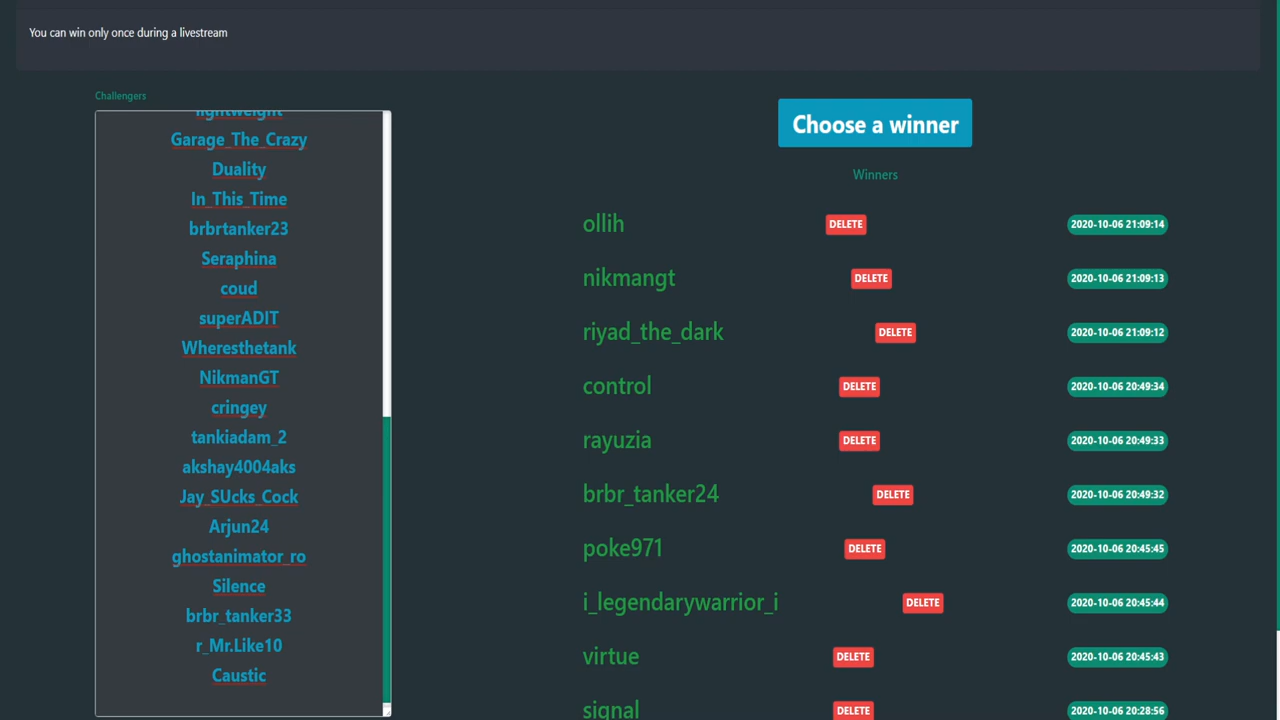 You can win only once during a livestream
Challengers
lightweight
Garage_The_Crazy
Duality
In_This_Time
brbrtanker23
Seraphina
coud
superADIT
Wheresthetank
NikmanGT
cringey
tankiadam_2
akshay4004aks
Jay_SUcks_Cock
Arjun24
ghostanimator_ro
Silence
brbr_tanker33
r_Mr.Like10
Caustic
Choose a winner
Winners
ollih DELETE 2020-10-06 21:09:14
nikmangt DELETE 2020-10-06 21:09:13
riyad_the_dark DELETE 2020-10-06 21:09:12
control DELETE 2020-10-06 20:49:34
rayuzia DELETE 2020-10-06 20:49:33
brbr_tanker24 DELETE 2020-10-06 20:49:32
poke971 DELETE 2020-10-06 20:45:45
i_legendarywarrior_i DELETE 2020-10-06 20:45:44
virtue DELETE 2020-10-06 20:45:43
signal DELETE 2020-10-06 20:28:56